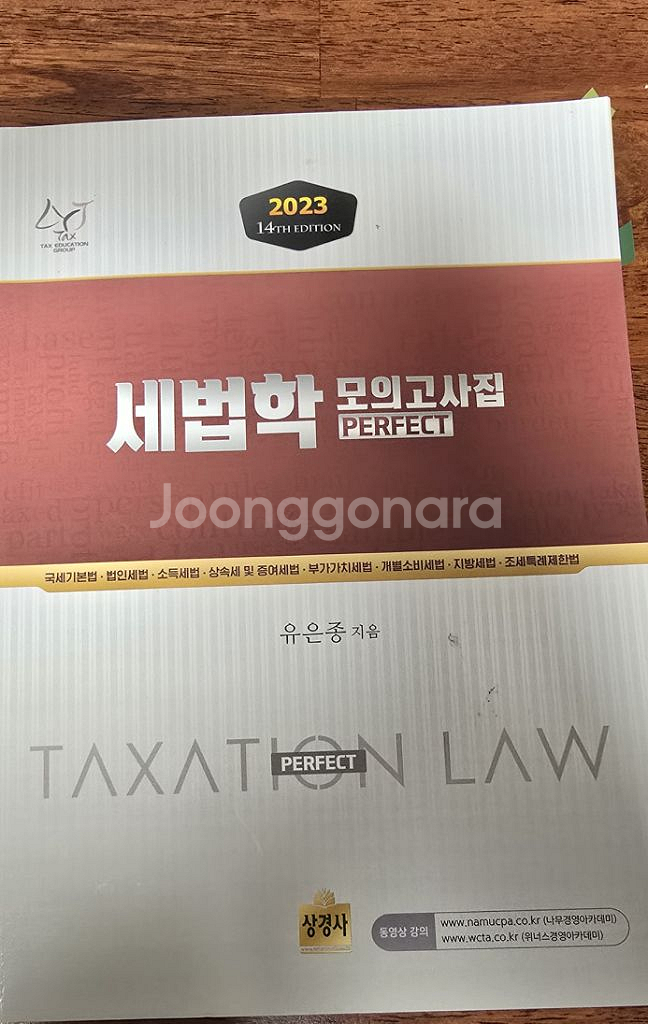 2023
14TH EDITION
Tax
TAX EDUCATION
GROUP
세법학 모의고사집
PERFECT
Joonggonara
국세기본법 · 법인세법 · 소득세법 · 상속세 및 증여세법 · 부가가치세법 · 개별소비세법 · 지방세법 · 조세특례제한법
유은종 지음
TAXATION LAW
PERFECT
상경사
동영상 강의
www.namucpa.co.kr (나무경영아카데미)
www.wcta.co.kr (위너스경영아카데미)